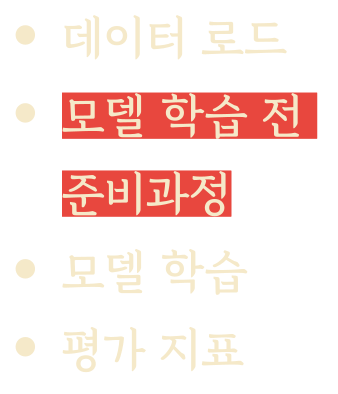 • 데이터 로드
• 모델 학습 전
준비과정
• 모델 학습
• 평가 지표